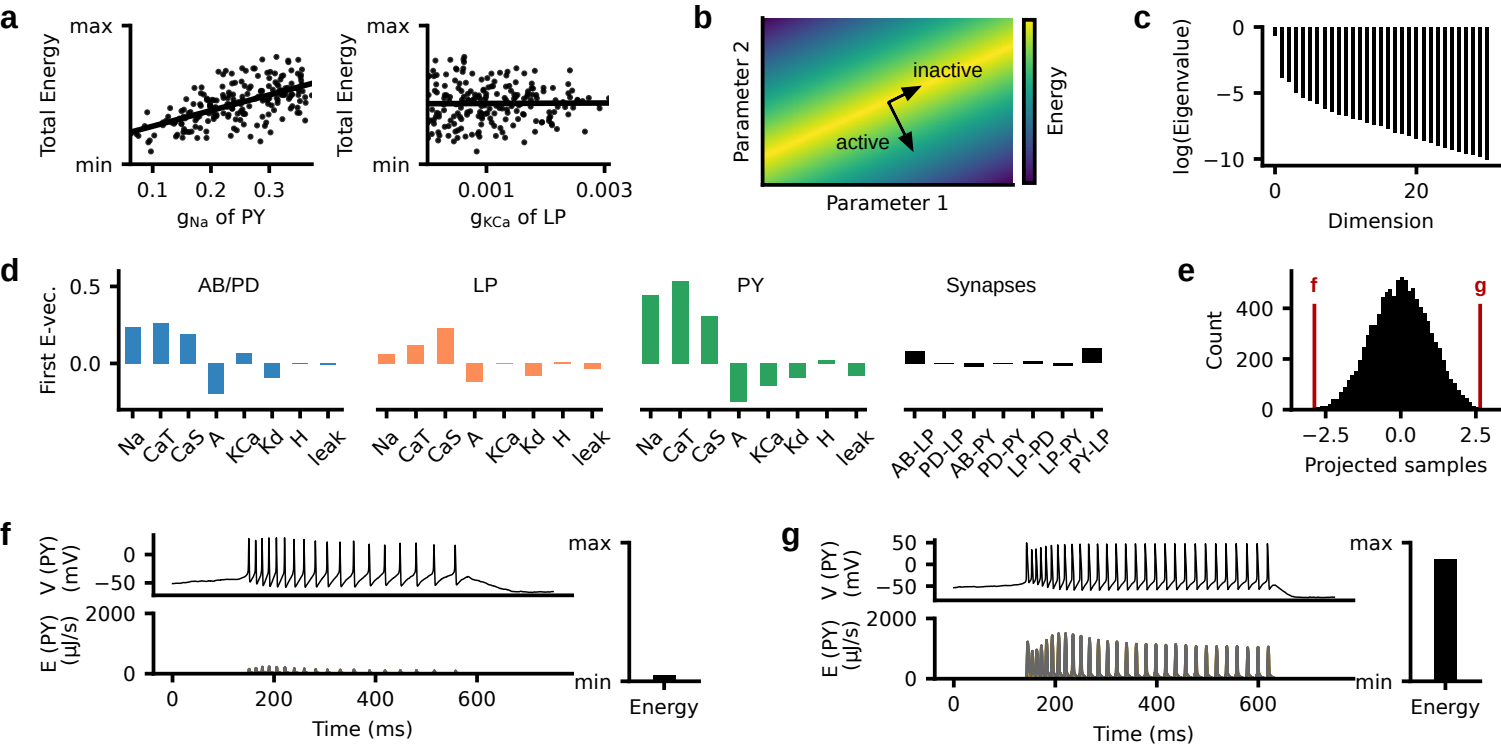 a
max
Total Energy
min
0.1
0.2
0.3
gNa of PY
max
Total Energy
min
0.001
0.003
gKCa of LP
b
Parameter 2
inactive
active
Parameter 1
Energy
c
log(Eigenvalue)
0
−5
−10
0
20
Dimension
d
First E-vec.
0.5
0.0
AB/PD
Na
CaT
CaS
A
KCa
Kd
H
leak
LP
Na
CaT
CaS
A
KCa
Kd
H
leak
PY
Na
CaT
CaS
A
KCa
Kd
H
leak
Synapses
AB-LP
PD-LP
AB-PY
PD-PY
LP-PD
LP-PY
PY-LP
e
f
g
Count
400
200
0
−2.5
0.0
2.5
Projected samples
f
V (PY)
(mV)
0
−50
E (PY)
(μJ/s)
2000
0
0
200
400
600
Time (ms)
max
min
Energy
g
V (PY)
(mV)
50
0
−50
E (PY)
(μJ/s)
2000
0
0
200
400
600
Time (ms)
max
min
Energy